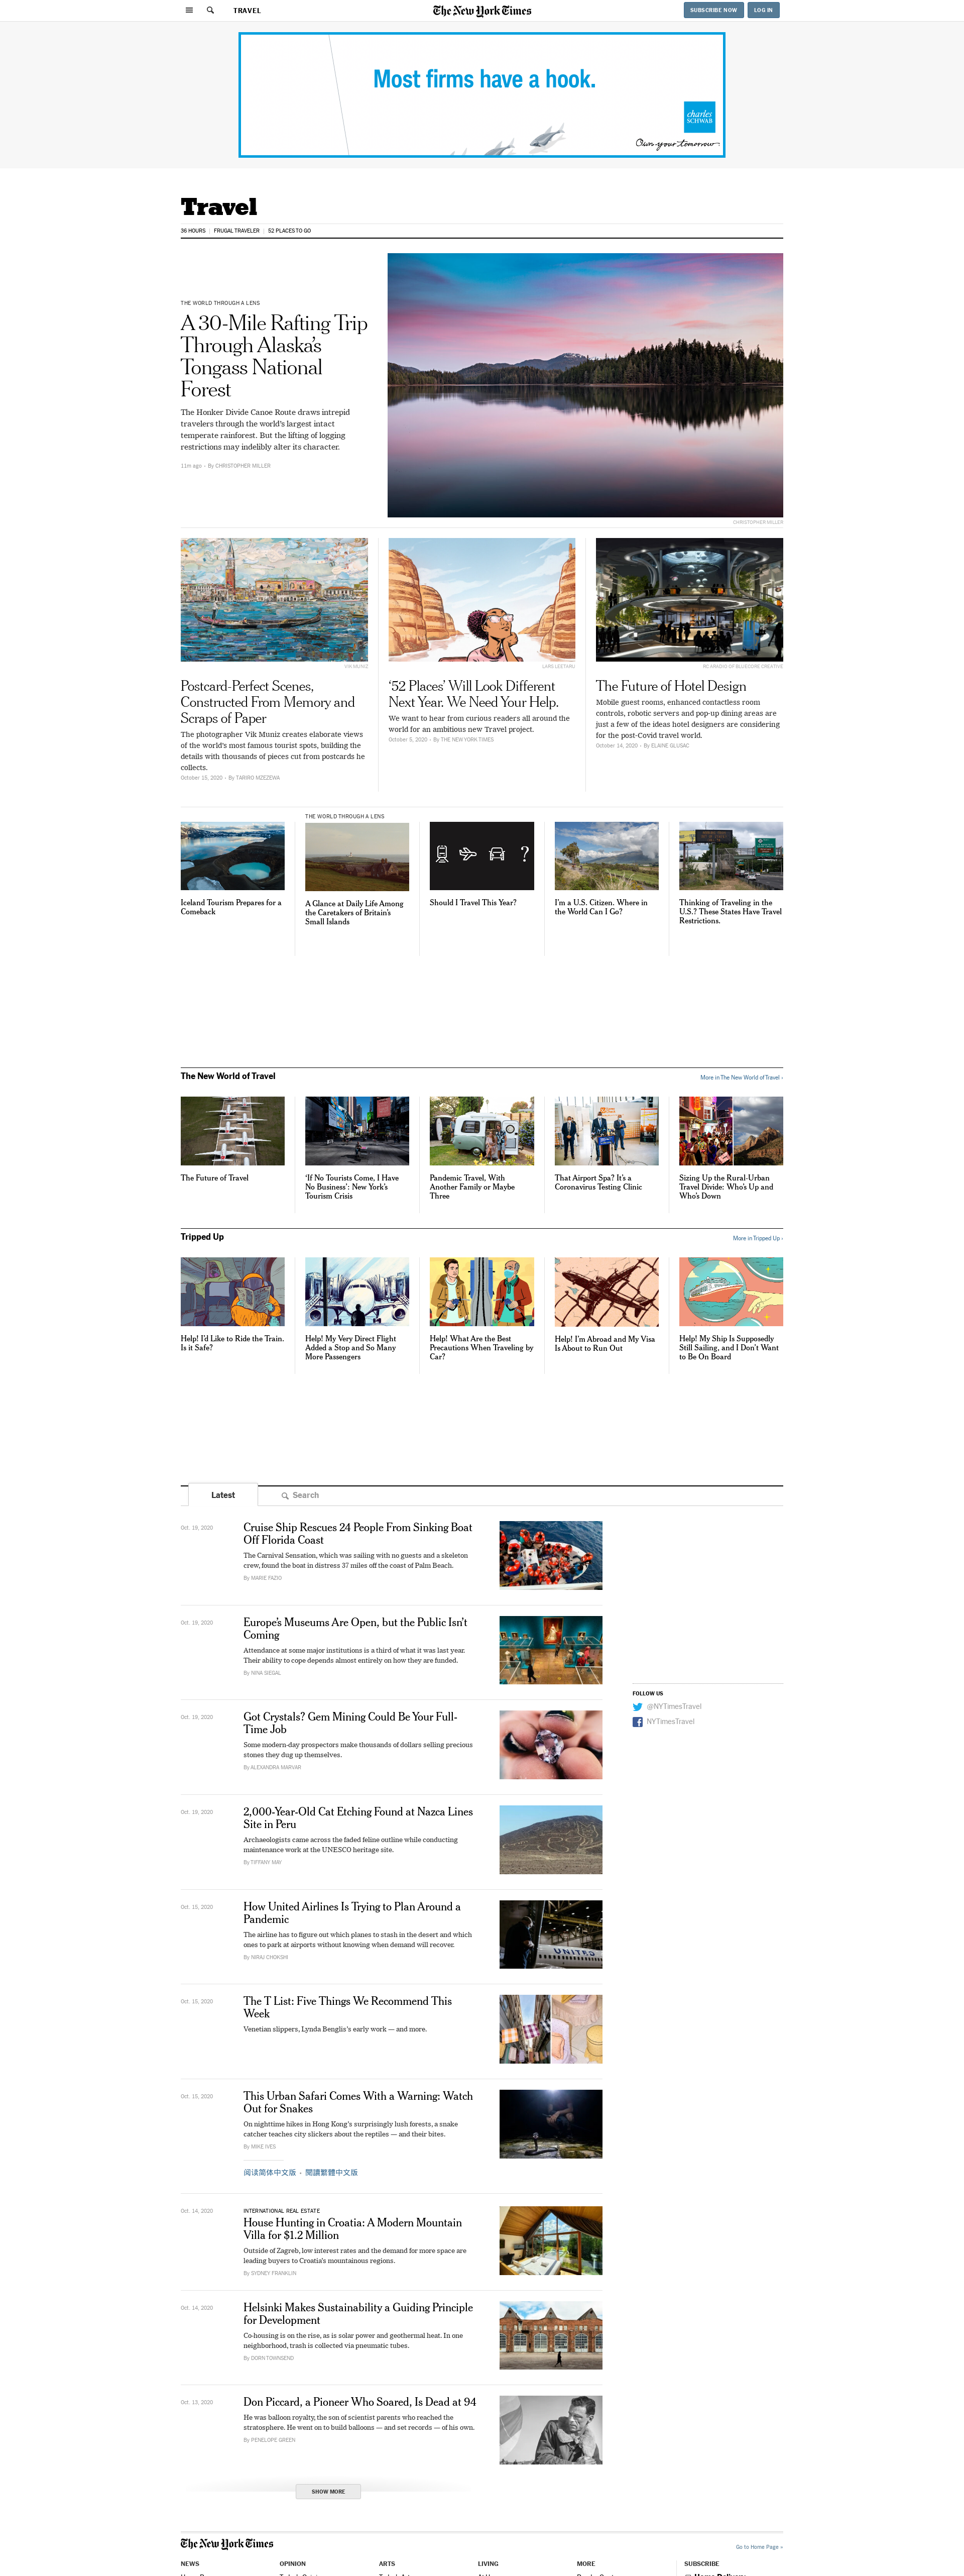 TRAVEL
The New York Times
SUBSCRIBE NOW
LOG IN
Most firms have a hook.
charles
SCHWAB
Own your tomorrow
Travel
36 HOURS
FRUGAL TRAVELER
52 PLACES TO GO
THE WORLD THROUGH A LENS
A 30-Mile Rafting Trip
Through Alaska's
Tongass National
Forest
The Honker Divide Canoe Route draws intrepid
travelers through the world's largest intact
temperate rainforest. But the lifting of logging
restrictions may indelibly alter its character.
11m ago · By CHRISTOPHER MILLER
CHRISTOPHER MILLER
VIK MUNIZ
Postcard-Perfect Scenes,
Constructed From Memory and
Scraps of Paper
The photographer Vik Muniz creates elaborate views
of the world's most famous tourist spots, building the
details with thousands of pieces cut from postcards he
collects.
October 15, 2020 · By TARIRO MZEZEWA
LARS LEETARU
'52 Places' Will Look Different
Next Year. We Need Your Help.
We want to hear from curious readers all around the
world for an ambitious new Travel project.
October 5, 2020 · By THE NEW YORK TIMES
The Future of Hotel Design
Mobile guest rooms, enhanced contactless room
controls, robotic servers and pop-up dining areas are
just a few of the ideas hotel designers are considering
for the post-Covid travel world.
October 14, 2020 · By ELAINE GLUSAC
Iceland Tourism Prepares for a
Comeback
THE WORLD THROUGH A LENS
A Glance at Daily Life Among
the Caretakers of Britain's
Small Islands
?
Should I Travel This Year?
I'm a U.S. Citizen. Where in
the World Can I Go?
Thinking of Traveling in the
U.S.? These States Have Travel
Restrictions.
The New World of Travel
More in The New World of Travel »
The Future of Travel
'If No Tourists Come, I Have
No Business': New York's
Tourism Crisis
Pandemic Travel, With
Another Family or Maybe
Three
That Airport Spa? It's a
Coronavirus Testing Clinic
Sizing Up the Rural-Urban
Travel Divide: Who's Up and
Who's Down
Tripped Up
More in Tripped Up »
Help! I'd Like to Ride the Train.
Is it Safe?
Help! My Very Direct Flight
Added a Stop and So Many
More Passengers
Help! What Are the Best
Precautions When Traveling by
Car?
Help! I'm Abroad and My Visa
Is About to Run Out
Help! My Ship Is Supposedly
Still Sailing, and I Don't Want
to Be On Board
Latest
Search
Oct. 19, 2020
Cruise Ship Rescues 24 People From Sinking Boat
Off Florida Coast
The Carnival Sensation, which was sailing with no guests and a skeleton
crew, found the boat in distress 37 miles off the coast of Palm Beach.
By MARIE FAZIO
Oct. 19, 2020
Europe's Museums Are Open, but the Public Isn't
Coming
Attendance at some major institutions is a third of what it was last year.
Their ability to cope depends almost entirely on how they are funded.
By NINA SIEGAL
FOLLOW US
@NYTimesTravel
NYTimesTravel
Oct. 19, 2020
Got Crystals? Gem Mining Could Be Your Full-
Time Job
Some modern-day prospectors make thousands of dollars selling precious
stones they dug up themselves.
By ALEXANDRA MARVAR
Oct. 19, 2020
2,000-Year-Old Cat Etching Found at Nazca Lines
Site in Peru
Archaeologists came across the faded feline outline while conducting
maintenance work at the UNESCO heritage site.
By TIFFANY MAY
Oct. 15, 2020
How United Airlines Is Trying to Plan Around a
Pandemic
The airline has to figure out which planes to stash in the desert and which
ones to park at airports without knowing when demand will recover.
By NIRAJ CHOKSHI
UNITED
Oct. 15, 2020
The T List: Five Things We Recommend This
Week
Venetian slippers, Lynda Benglis's early work — and more.
Oct. 15, 2020
This Urban Safari Comes With a Warning: Watch
Out for Snakes
On nighttime hikes in Hong Kong's surprisingly lush forests, a snake
catcher teaches city slickers about the reptiles — and their bites.
By MIKE IVES
阅读简体中文版 · 閱讀繁體中文版
Oct. 14, 2020
INTERNATIONAL REAL ESTATE
House Hunting in Croatia: A Modern Mountain
Villa for $1.2 Million
Outside of Zagreb, low interest rates and the demand for more space are
leading buyers to Croatia's mountainous regions.
By SYDNEY FRANKLIN
Oct. 14, 2020
Helsinki Makes Sustainability a Guiding Principle
for Development
Co-housing is on the rise, as is solar power and geothermal heat. In one
neighborhood, trash is collected via pneumatic tubes.
By DORN TOWNSEND
Oct. 13, 2020
Don Piccard, a Pioneer Who Soared, Is Dead at 94
He was balloon royalty, the son of scientist parents who reached the
stratosphere. He went on to build balloons — and set records — of his own.
By PENELOPE GREEN
SHOW MORE
The New York Times
Go to Home Page »
NEWS
OPINION
ARTS
LIVING
MORE
SUBSCRIBE